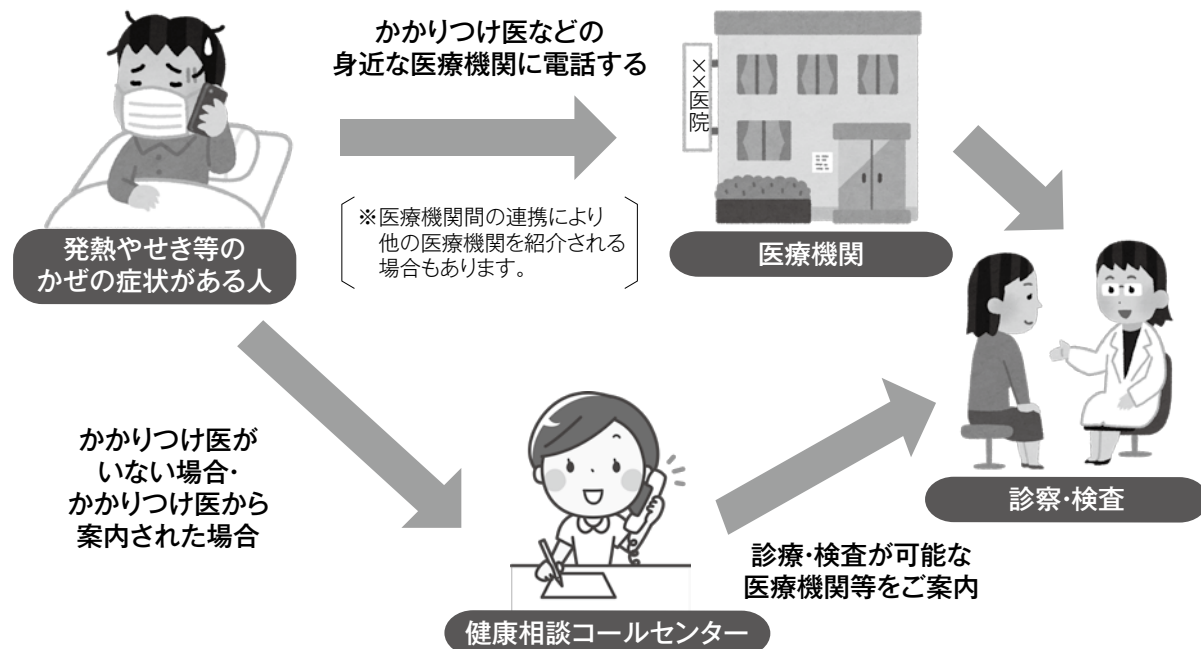 かかりつけ医などの
身近な医療機関に電話する
××医院
※医療機関間の連携により
他の医療機関を紹介される
場合もあります。
発熱やせき等の
かぜの症状がある人
医療機関
かかりつけ医が
いない場合・
かかりつけ医から
案内された場合
診察・検査
診療・検査が可能な
医療機関等をご案内
健康相談コールセンター